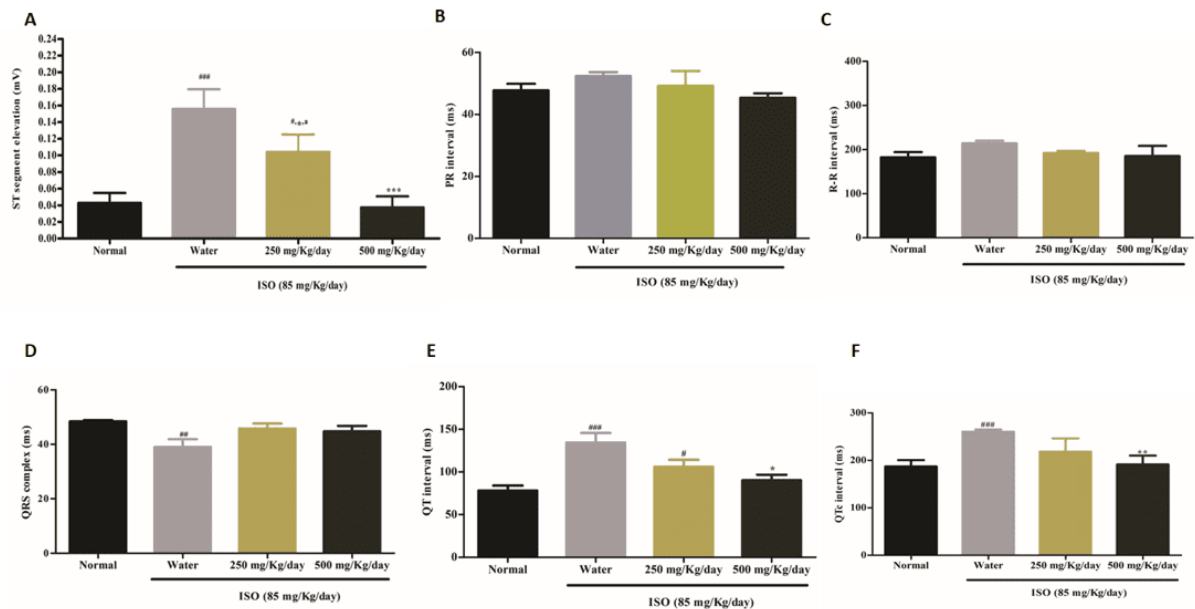 A
ST segment elevation (mV)
0.24
0.22
0.20
0.18
0.16
0.14
0.12
0.10
0.08
0.06
0.04
0.02
0.00
###
***
Normal Water 250 mg/Kg/day 500 mg/Kg/day
ISO (85 mg/Kg/day)
B
PR interval (ms)
60
40
20
0
Normal Water 250 mg/Kg/day 500 mg/Kg/day
ISO (85 mg/Kg/day)
C
R-R interval (ms)
400
300
200
100
0
Normal Water 250 mg/Kg/day 500 mg/Kg/day
ISO (85 mg/Kg/day)
D
QRS complex (ms)
60
40
20
0
##
Normal Water 250 mg/Kg/day 500 mg/Kg/day
ISO (85 mg/Kg/day)
E
QT interval (ms)
200
150
100
50
0
###
#
*
Normal Water 250 mg/Kg/day 500 mg/Kg/day
ISO (85 mg/Kg/day)
F
QTc interval (ms)
300
200
100
0
###
**
Normal Water 250 mg/Kg/day 500 mg/Kg/day
ISO (85 mg/Kg/day)